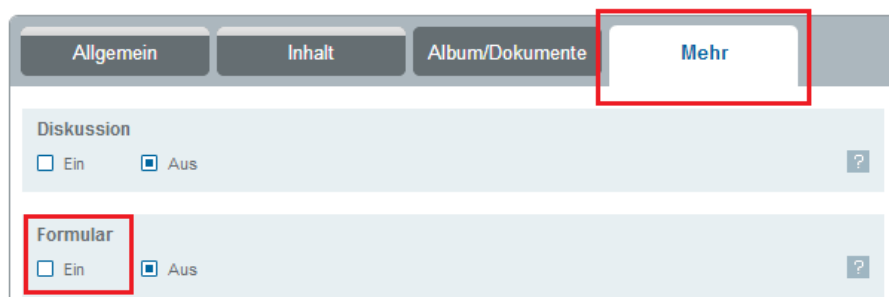 Allgemein Inhalt Album/Dokumente Mehr
Diskussion
Ein Aus ?
Formular
Ein Aus ?